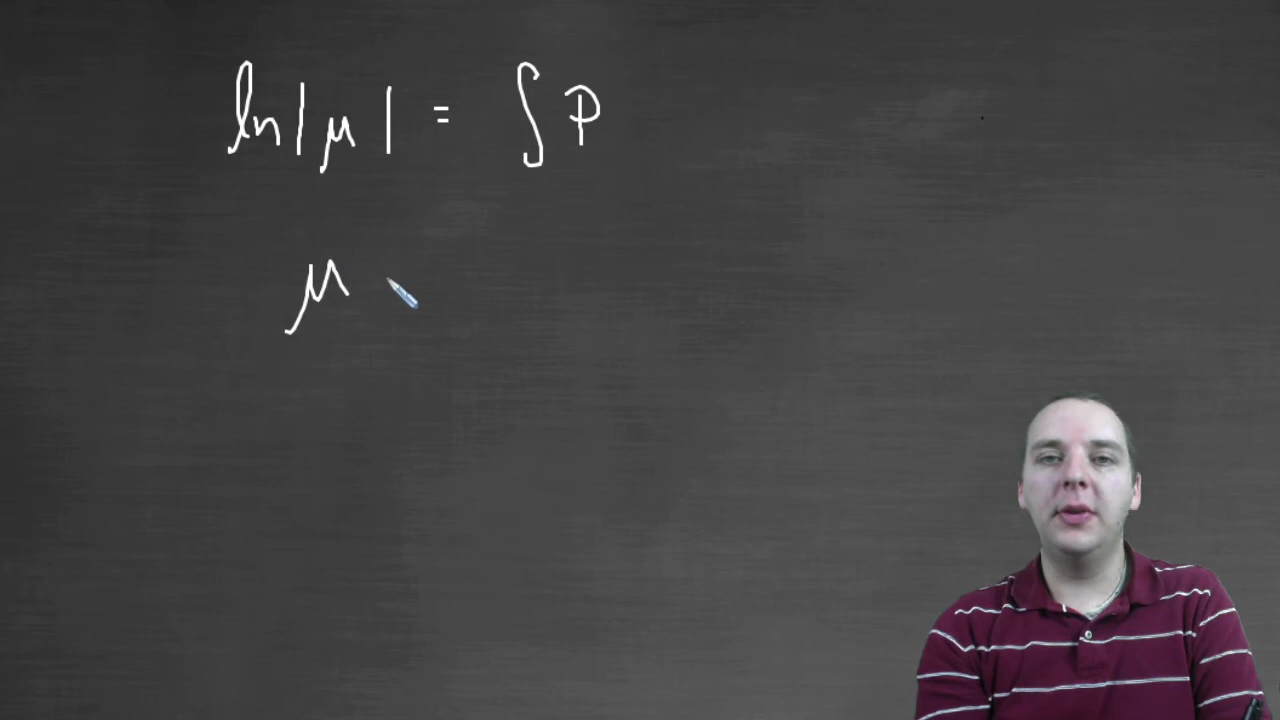 ln|μ| = ∫ P
μ